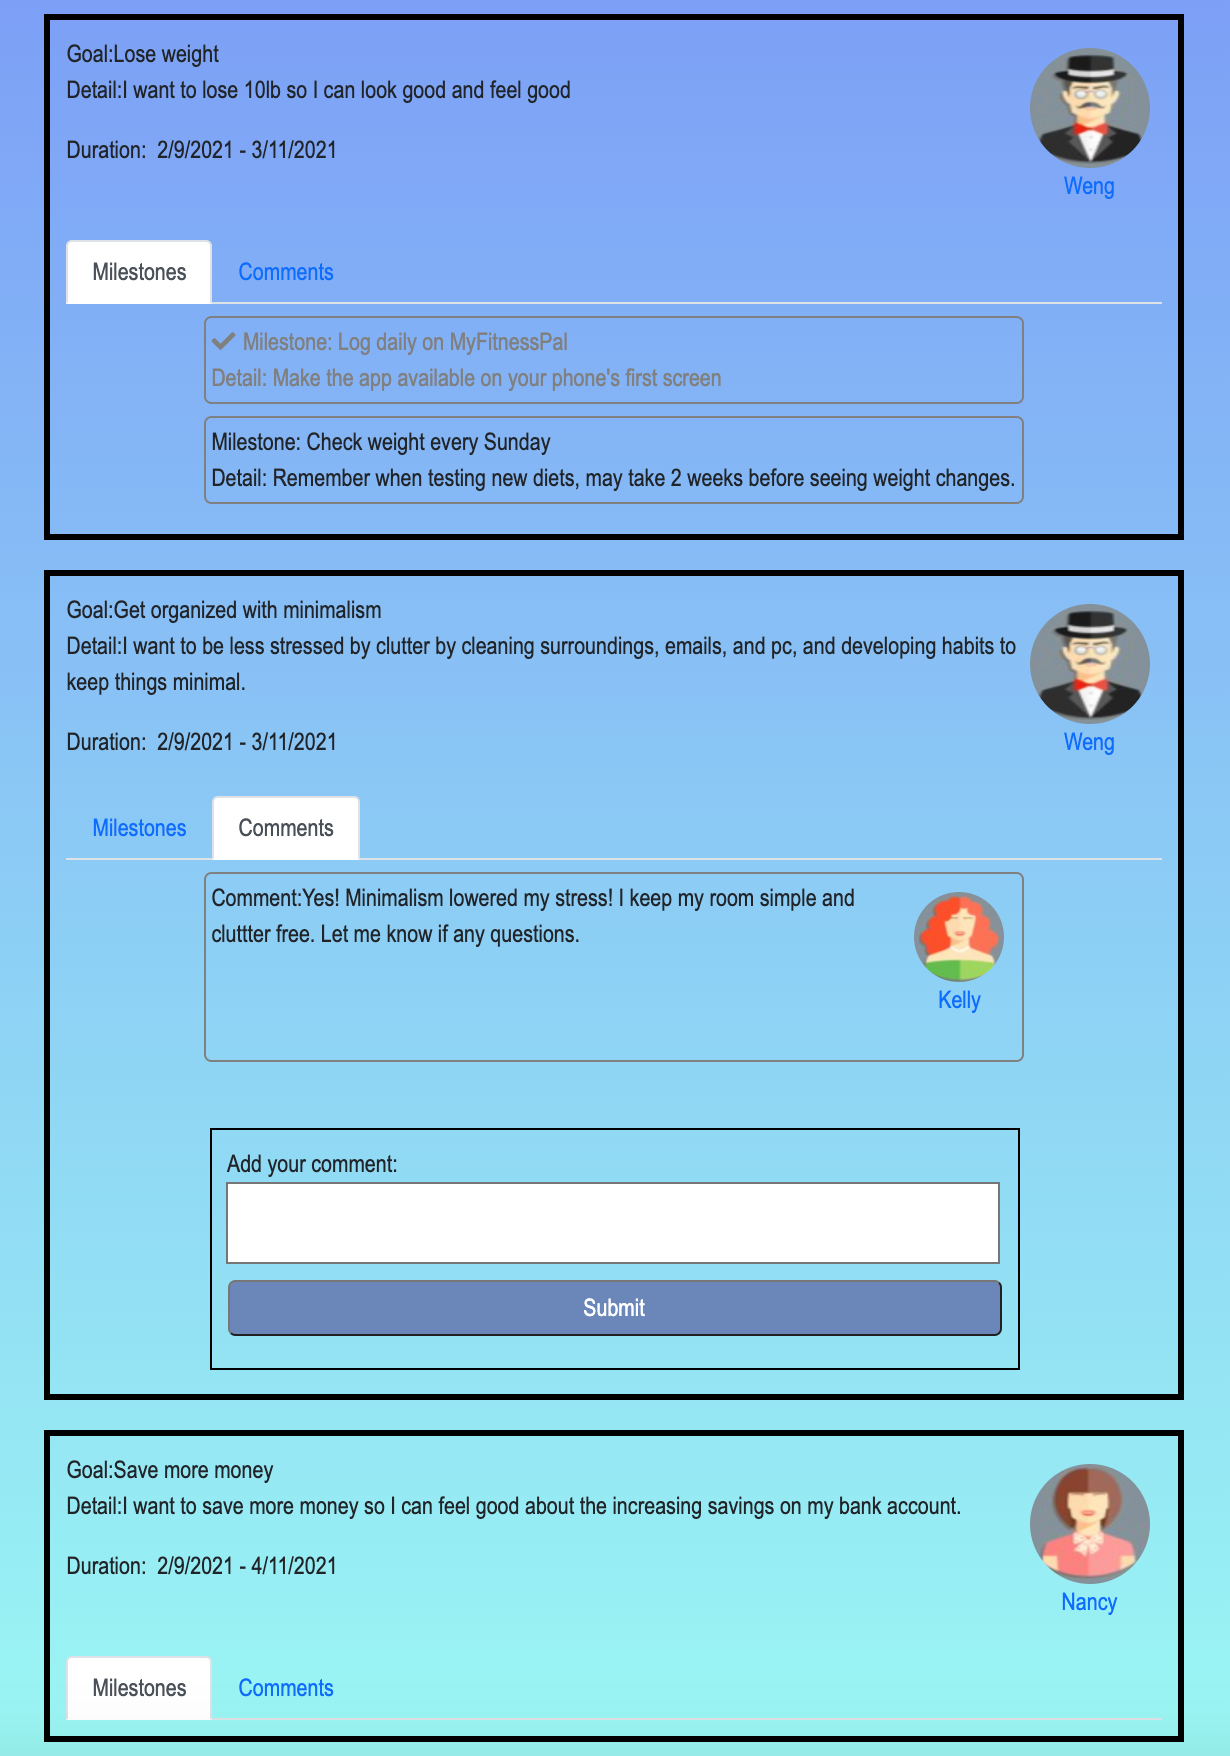 Goal:Lose weight
Detail:I want to lose 10lb so I can look good and feel good
Duration:  2/9/2021 - 3/11/2021
Weng
Milestones
Comments
Milestone: Log daily on MyFitnessPal
Detail: Make the app available on your phone's first screen
Milestone: Check weight every Sunday
Detail: Remember when testing new diets, may take 2 weeks before seeing weight changes.
Goal:Get organized with minimalism
Detail:I want to be less stressed by clutter by cleaning surroundings, emails, and pc, and developing habits to
keep things minimal.
Duration:  2/9/2021 - 3/11/2021
Weng
Milestones
Comments
Comment:Yes! Minimalism lowered my stress! I keep my room simple and
cluttter free. Let me know if any questions.
Kelly
Add your comment:
Submit
Goal:Save more money
Detail:I want to save more money so I can feel good about the increasing savings on my bank account.
Duration:  2/9/2021 - 4/11/2021
Nancy
Milestones
Comments